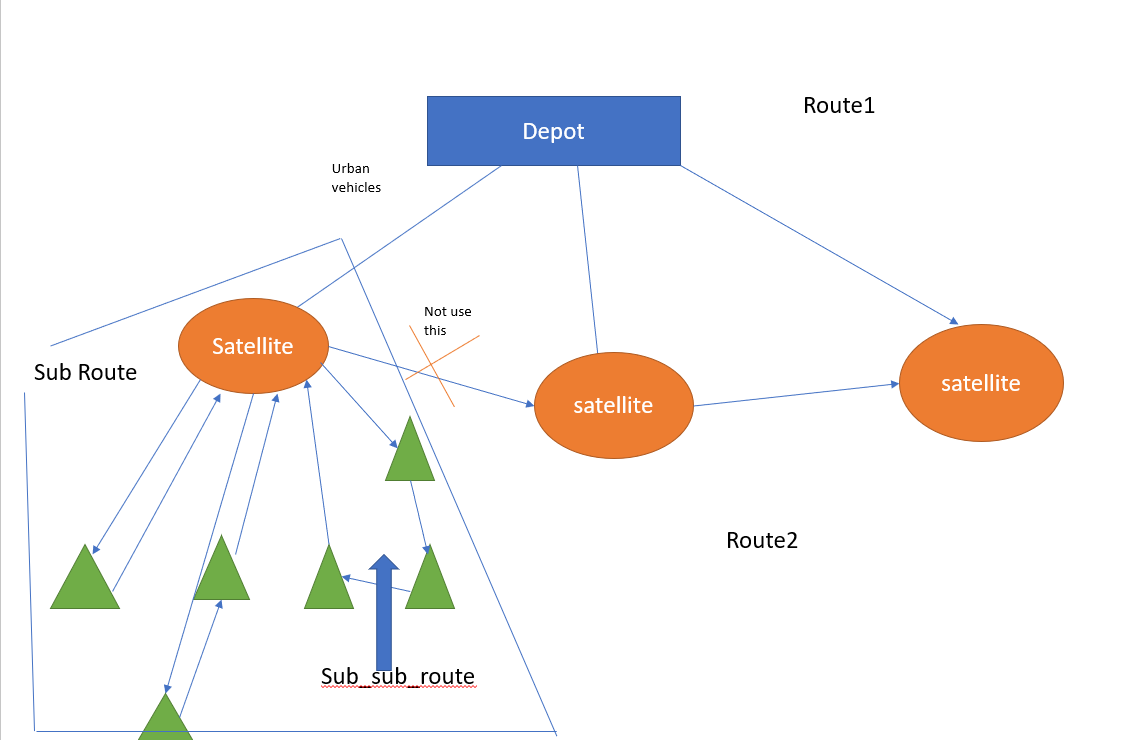 Route1
Depot
Urban
vehicles
Not use
this
Satellite
Sub Route
satellite
satellite
Route2
Sub_sub_route